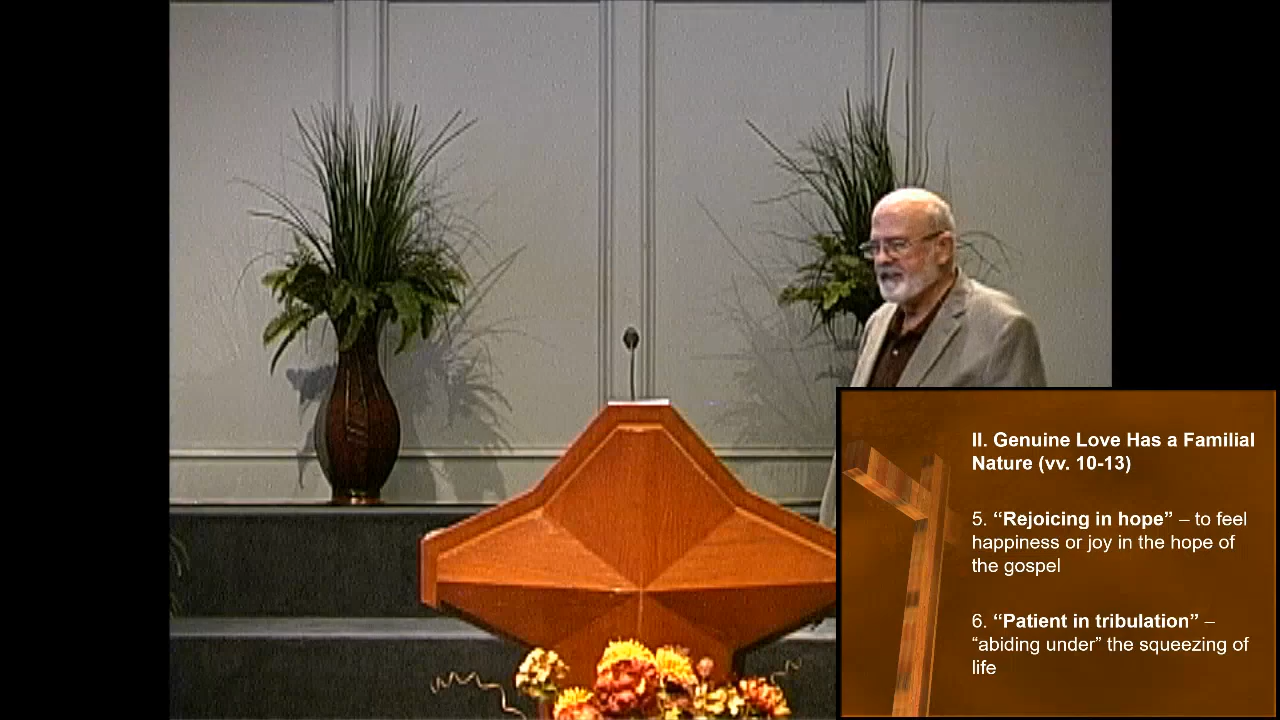 II. Genuine Love Has a Familial
Nature (vv. 10-13)
5. “Rejoicing in hope” – to feel
happiness or joy in the hope of
the gospel
6. “Patient in tribulation” –
“abiding under” the squeezing of
life